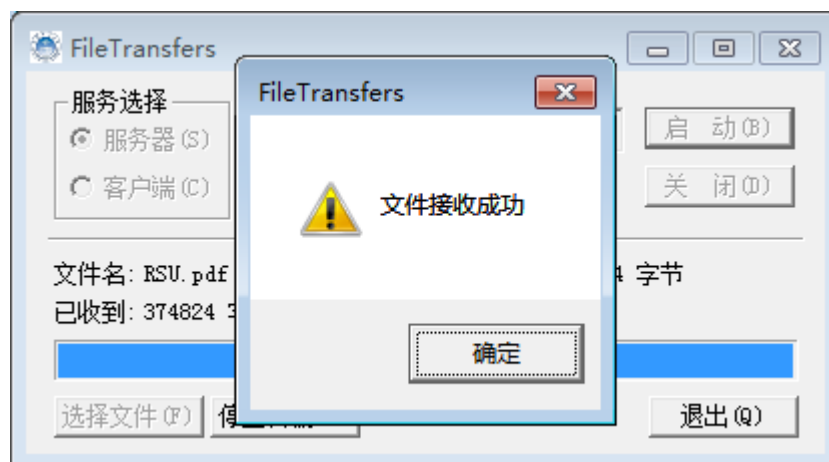 FileTransfers
服务选择
服务器(S)
客户端(C)
启 动(B)
关 闭(D)
FileTransfers
文件接收成功
确定
文件名: RSU.pdf
4 字节
已收到: 374824
选择文件(F)
退出(Q)